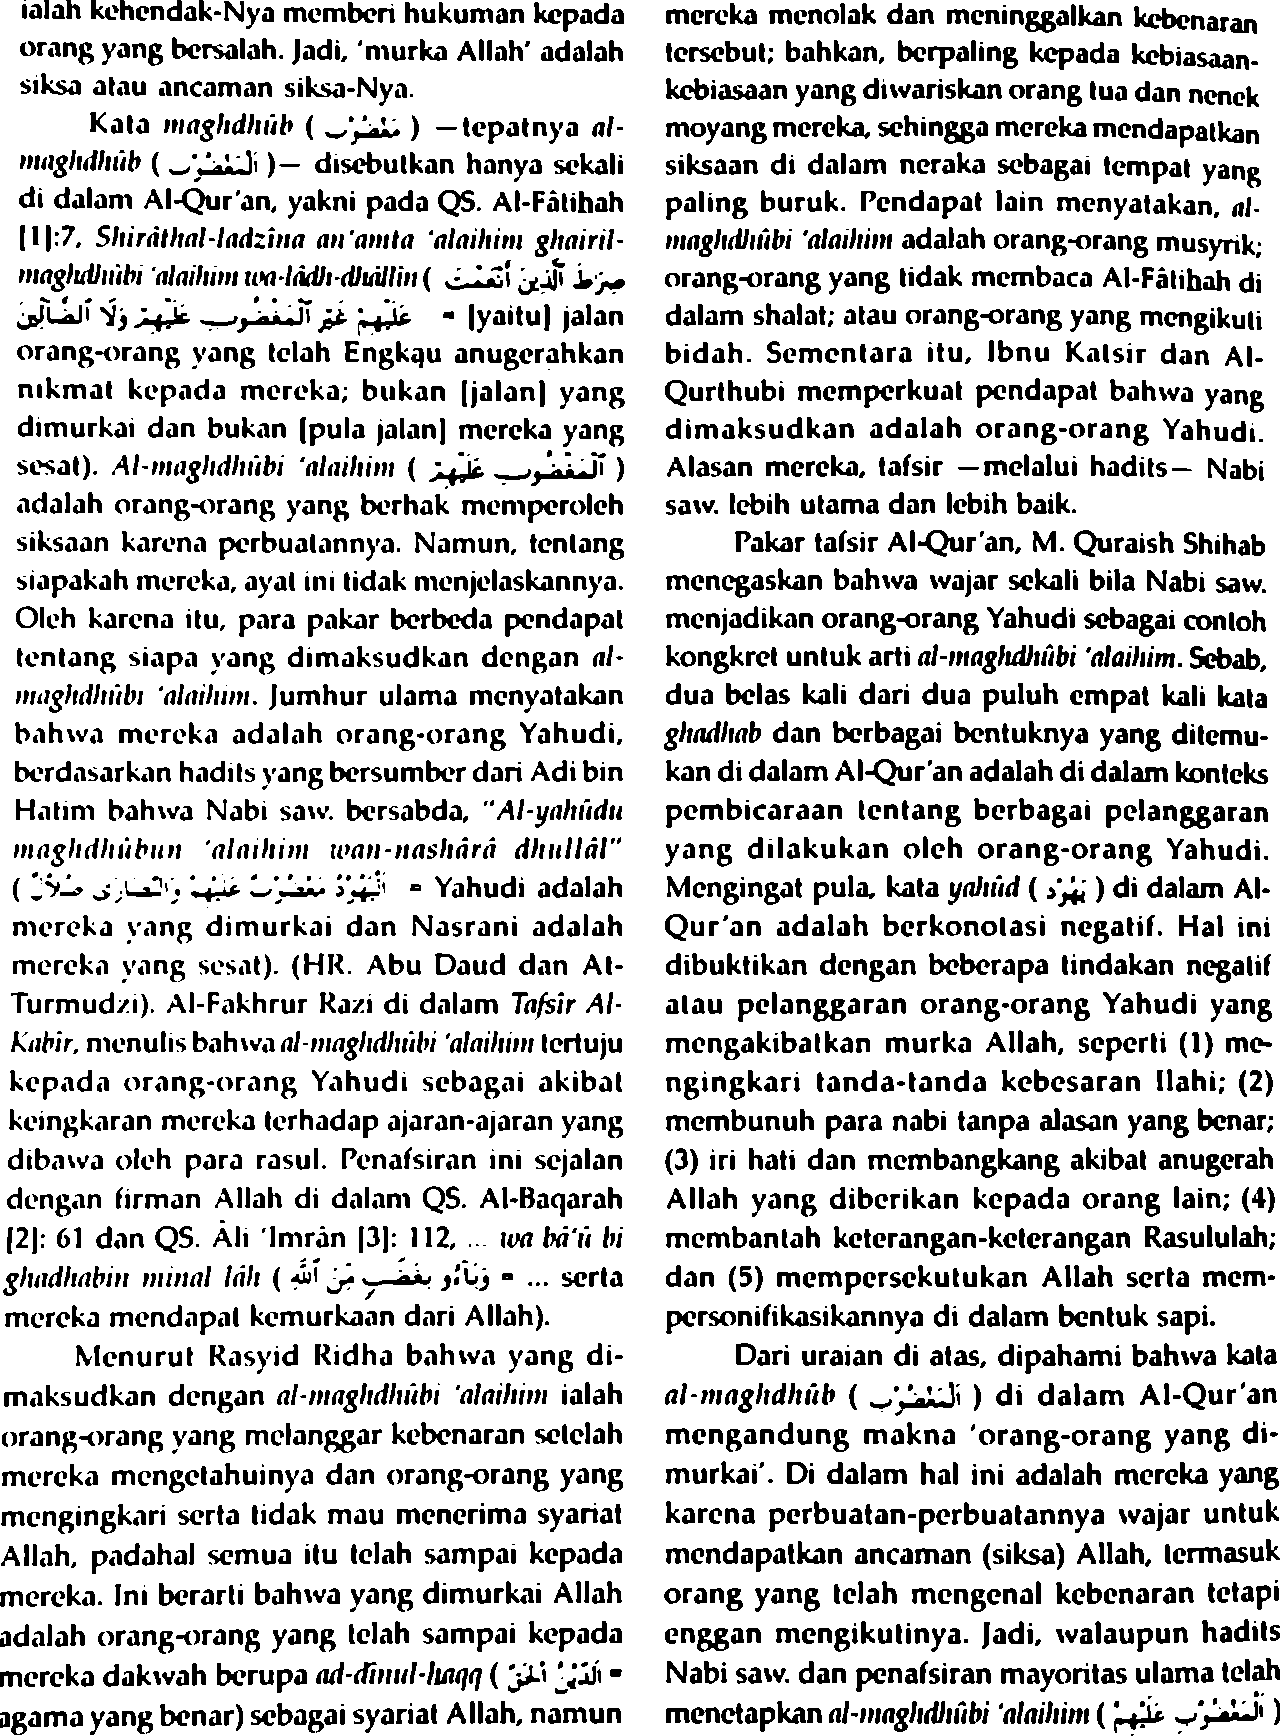 ialah kehendak-Nya memberi hukuman kepada
orang yang bersalah. Jadi, 'murka Allah' adalah
siksa atau ancaman siksa-Nya.
Kata maghdhûb ( مَغْضُوْب ) —tepatnya al-
maghdhûb ( اَلْمَغْضُوْب )— disebutkan hanya sekali
di dalam Al-Qur'an, yakni pada QS. Al-Fâtihah
[1]:7, Shirâthal-ladzîna an'amta 'alaihim ghairil-
maghdhûbi 'alaihim wa-lâdh-dhâllîn ( صِرَٰطَ ٱلَّذِينَ أَنْعَمْتَ
عَلَيْهِمْ غَيْرِ ٱلْمَغْضُوبِ عَلَيْهِمْ وَلَا ٱلضَّآلِّينَ = [yaitu] jalan
orang-orang yang telah Engkau anugerahkan
nikmat kepada mereka; bukan [jalan] yang
dimurkai dan bukan [pula jalan] mereka yang
sesat). Al-maghdhûbi 'alaihim ( ٱلْمَغْضُوبِ عَلَيْهِمْ )
adalah orang-orang yang berhak memperoleh
siksaan karena perbuatannya. Namun, tentang
siapakah mereka, ayat ini tidak menjelaskannya.
Oleh karena itu, para pakar berbeda pendapat
tentang siapa yang dimaksudkan dengan al-
maghdhûbi 'alaihim. Jumhur ulama menyatakan
bahwa mereka adalah orang-orang Yahudi,
berdasarkan hadits yang bersumber dari Adi bin
Hatim bahwa Nabi saw. bersabda, "Al-yahûdu
maghdhûbun 'alaihim wan-nashârâ dhullâl"
( اَلْيَهُوْدُ مَغْضُوْبٌ عَلَيْهِمْ وَالنَّصَارَى ضُلاَّلٌ = Yahudi adalah
mereka yang dimurkai dan Nasrani adalah
mereka yang sesat). (HR. Abu Daud dan At-
Turmudzi). Al-Fakhrur Razi di dalam Tafsîr Al-
Kabîr, menulis bahwa al-maghdhûbi 'alaihim tertuju
kepada orang-orang Yahudi sebagai akibat
keingkaran mereka terhadap ajaran-ajaran yang
dibawa oleh para rasul. Penafsiran ini sejalan
dengan firman Allah di dalam QS. Al-Baqarah
[2]: 61 dan QS. Âli 'Imrân [3]: 112, ... wa bâ'û bi
ghadhabin minal lâh ( وَبَآءُو بِغَضَبٍ مِّنَ ٱللَّهِ = ... serta
mereka mendapat kemurkaan dari Allah).
Menurut Rasyid Ridha bahwa yang di-
maksudkan dengan al-maghdhûbi 'alaihim ialah
orang-orang yang melanggar kebenaran setelah
mereka mengetahuinya dan orang-orang yang
mengingkari serta tidak mau menerima syariat
Allah, padahal semua itu telah sampai kepada
mereka. Ini berarti bahwa yang dimurkai Allah
adalah orang-orang yang telah sampai kepada
mereka dakwah berupa ad-dînul-haqq ( اَلدِّيْنُ الْحَقّ =
agama yang benar) sebagai syariat Allah, namun
mereka menolak dan meninggalkan kebenaran
tersebut; bahkan, berpaling kepada kebiasaan-
kebiasaan yang diwariskan orang tua dan nenek
moyang mereka, sehingga mereka mendapatkan
siksaan di dalam neraka sebagai tempat yang
paling buruk. Pendapat lain menyatakan, al-
maghdhûbi 'alaihim adalah orang-orang musyrik;
orang-orang yang tidak membaca Al-Fâtihah di
dalam shalat; atau orang-orang yang mengikuti
bidah. Sementara itu, Ibnu Katsir dan Al-
Qurthubi memperkuat pendapat bahwa yang
dimaksudkan adalah orang-orang Yahudi.
Alasan mereka, tafsir —melalui hadits— Nabi
saw. lebih utama dan lebih baik.
Pakar tafsir Al-Qur'an, M. Quraish Shihab
menegaskan bahwa wajar sekali bila Nabi saw.
menjadikan orang-orang Yahudi sebagai contoh
kongkret untuk arti al-maghdhûbi 'alaihim. Sebab,
dua belas kali dari dua puluh empat kali kata
ghadhab dan berbagai bentuknya yang ditemu-
kan di dalam Al-Qur'an adalah di dalam konteks
pembicaraan tentang berbagai pelanggaran
yang dilakukan oleh orang-orang Yahudi.
Mengingat pula, kata yahûd ( يَهُوْد ) di dalam Al-
Qur'an adalah berkonotasi negatif. Hal ini
dibuktikan dengan beberapa tindakan negatif
atau pelanggaran orang-orang Yahudi yang
mengakibatkan murka Allah, seperti (1) me-
ngingkari tanda-tanda kebesaran Ilahi; (2)
membunuh para nabi tanpa alasan yang benar;
(3) iri hati dan membangkang akibat anugerah
Allah yang diberikan kepada orang lain; (4)
membantah keterangan-keterangan Rasululah;
dan (5) mempersekutukan Allah serta mem-
personifikasikannya di dalam bentuk sapi.
Dari uraian di atas, dipahami bahwa kata
al-maghdhûb ( اَلْمَغْضُوْب ) di dalam Al-Qur'an
mengandung makna 'orang-orang yang di-
murkai'. Di dalam hal ini adalah mereka yang
karena perbuatan-perbuatannya wajar untuk
mendapatkan ancaman (siksa) Allah, termasuk
orang yang telah mengenal kebenaran tetapi
enggan mengikutinya. Jadi, walaupun hadits
Nabi saw. dan penafsiran mayoritas ulama telah
menetapkan al-maghdhûbi 'alaihim ( اَلْمَغْضُوْبِ عَلَيْهِمْ )